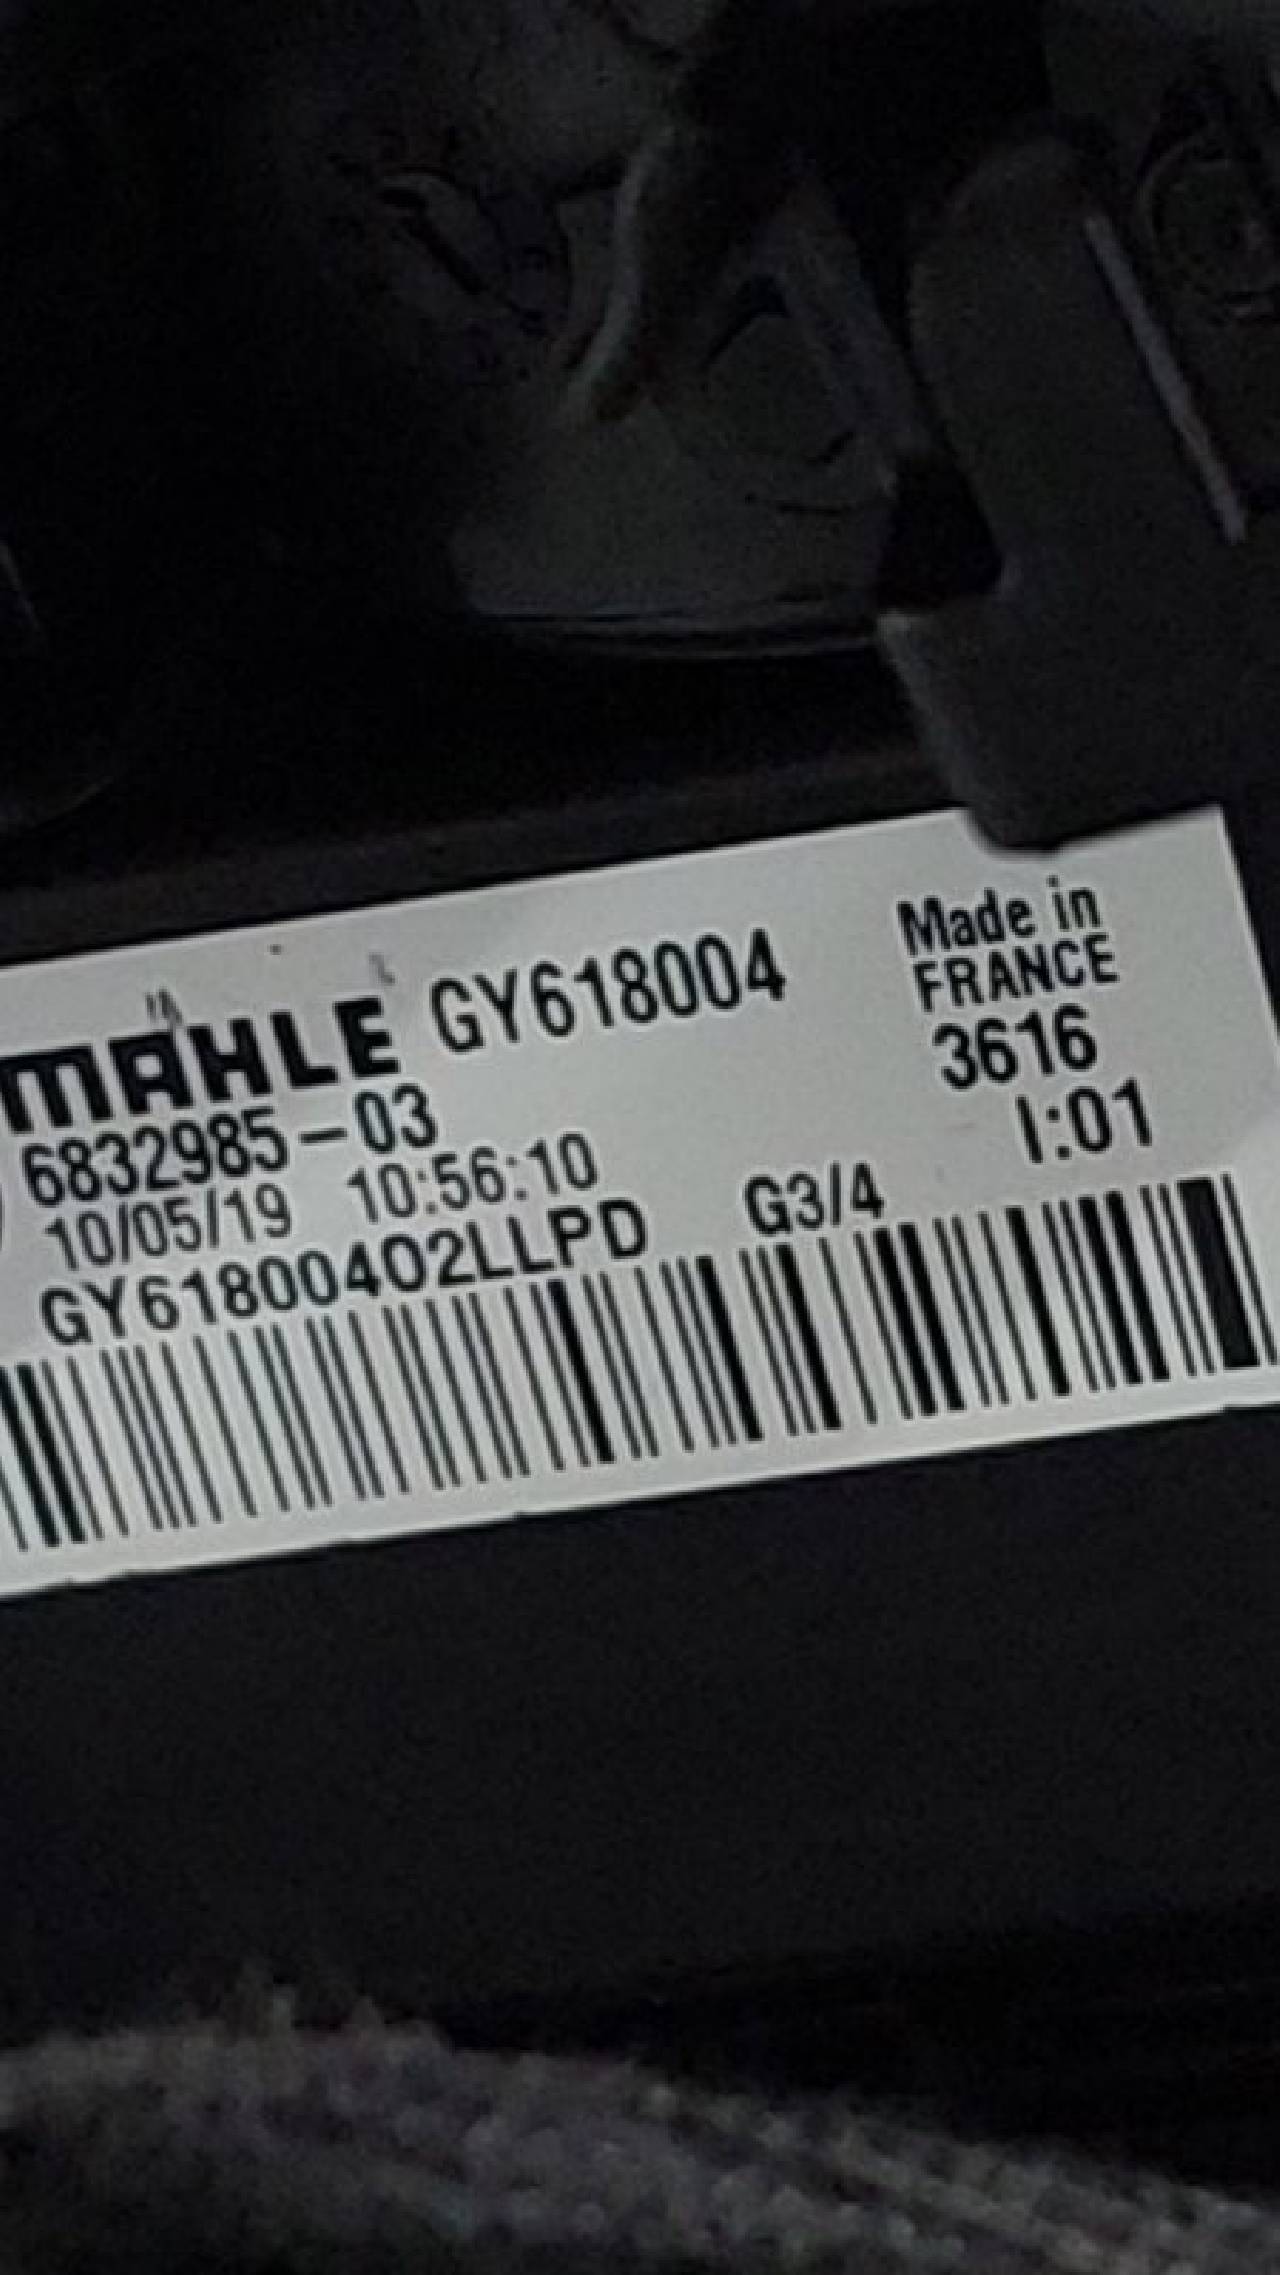 MAHLE GY618004
Made in
FRANCE
3616
I:01
6832985-03
10/05/19 10:56:10
GY61800402LLPD G3/4